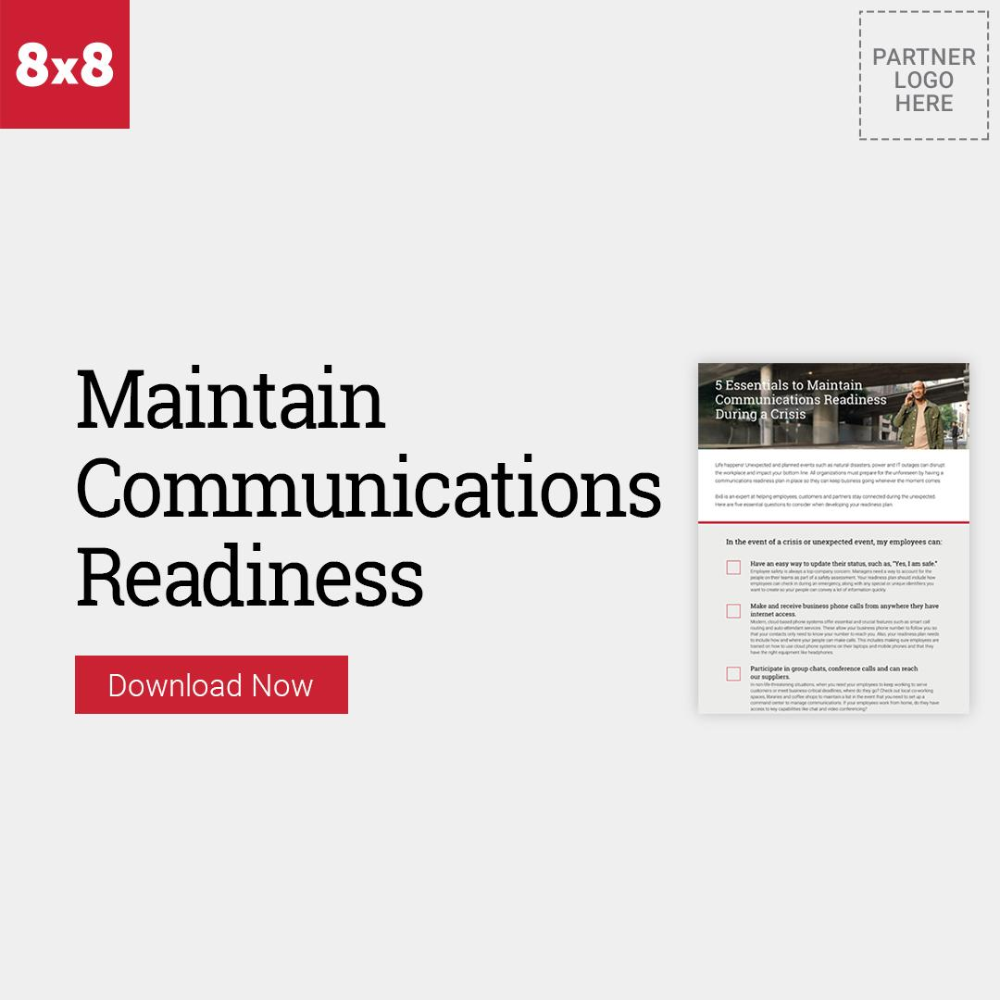 8x8
PARTNER
LOGO
HERE
Maintain
Communications
Readiness
Download Now
5 Essentials to Maintain
Communications Readiness
During a Crisis
Life happens! Unexpected and planned events such as natural disasters, power and IT outages can disrupt
the workplace and impact your bottom line. All organizations must prepare for the unforeseen by having a
communications readiness plan in place so they can keep business going whenever the moment comes.
8x8 is an expert at helping employees, customers and partners stay connected during the unexpected.
Here are five essential questions to consider when developing your readiness plan.
In the event of a crisis or unexpected event, my employees can:
Have an easy way to update their status, such as, "Yes, I am safe."
Employee safety is always a top company concern. Managers need a way to account for the
people on their teams as part of a safety assessment. Your readiness plan should include how
employees can check in during an emergency, along with any special or unique identifiers you
want to create so your people can convey a lot of information quickly.
Make and receive business phone calls from anywhere they have
internet access.
Modern, cloud-based phone systems offer essential and crucial features such as smart call
routing and auto-attendant services. These allow your business phone number to follow you so
that your contacts only need to know your number to reach you. Also, your readiness plan needs
to include how and where your people can make calls. This includes making sure employees are
trained on how to use cloud phone systems on their laptops and mobile phones and that they
have the right equipment like headphones.
Participate in group chats, conference calls and can reach
our suppliers.
In non-life-threatening situations, when you need your employees to keep working to serve
customers or meet business-critical deadlines, where do they go? Check out local co-working
spaces, libraries and coffee shops to maintain a list in the event that you need to set up a
command center to manage communications. If your employees work from home, do they have
access to key capabilities like chat and video conferencing?